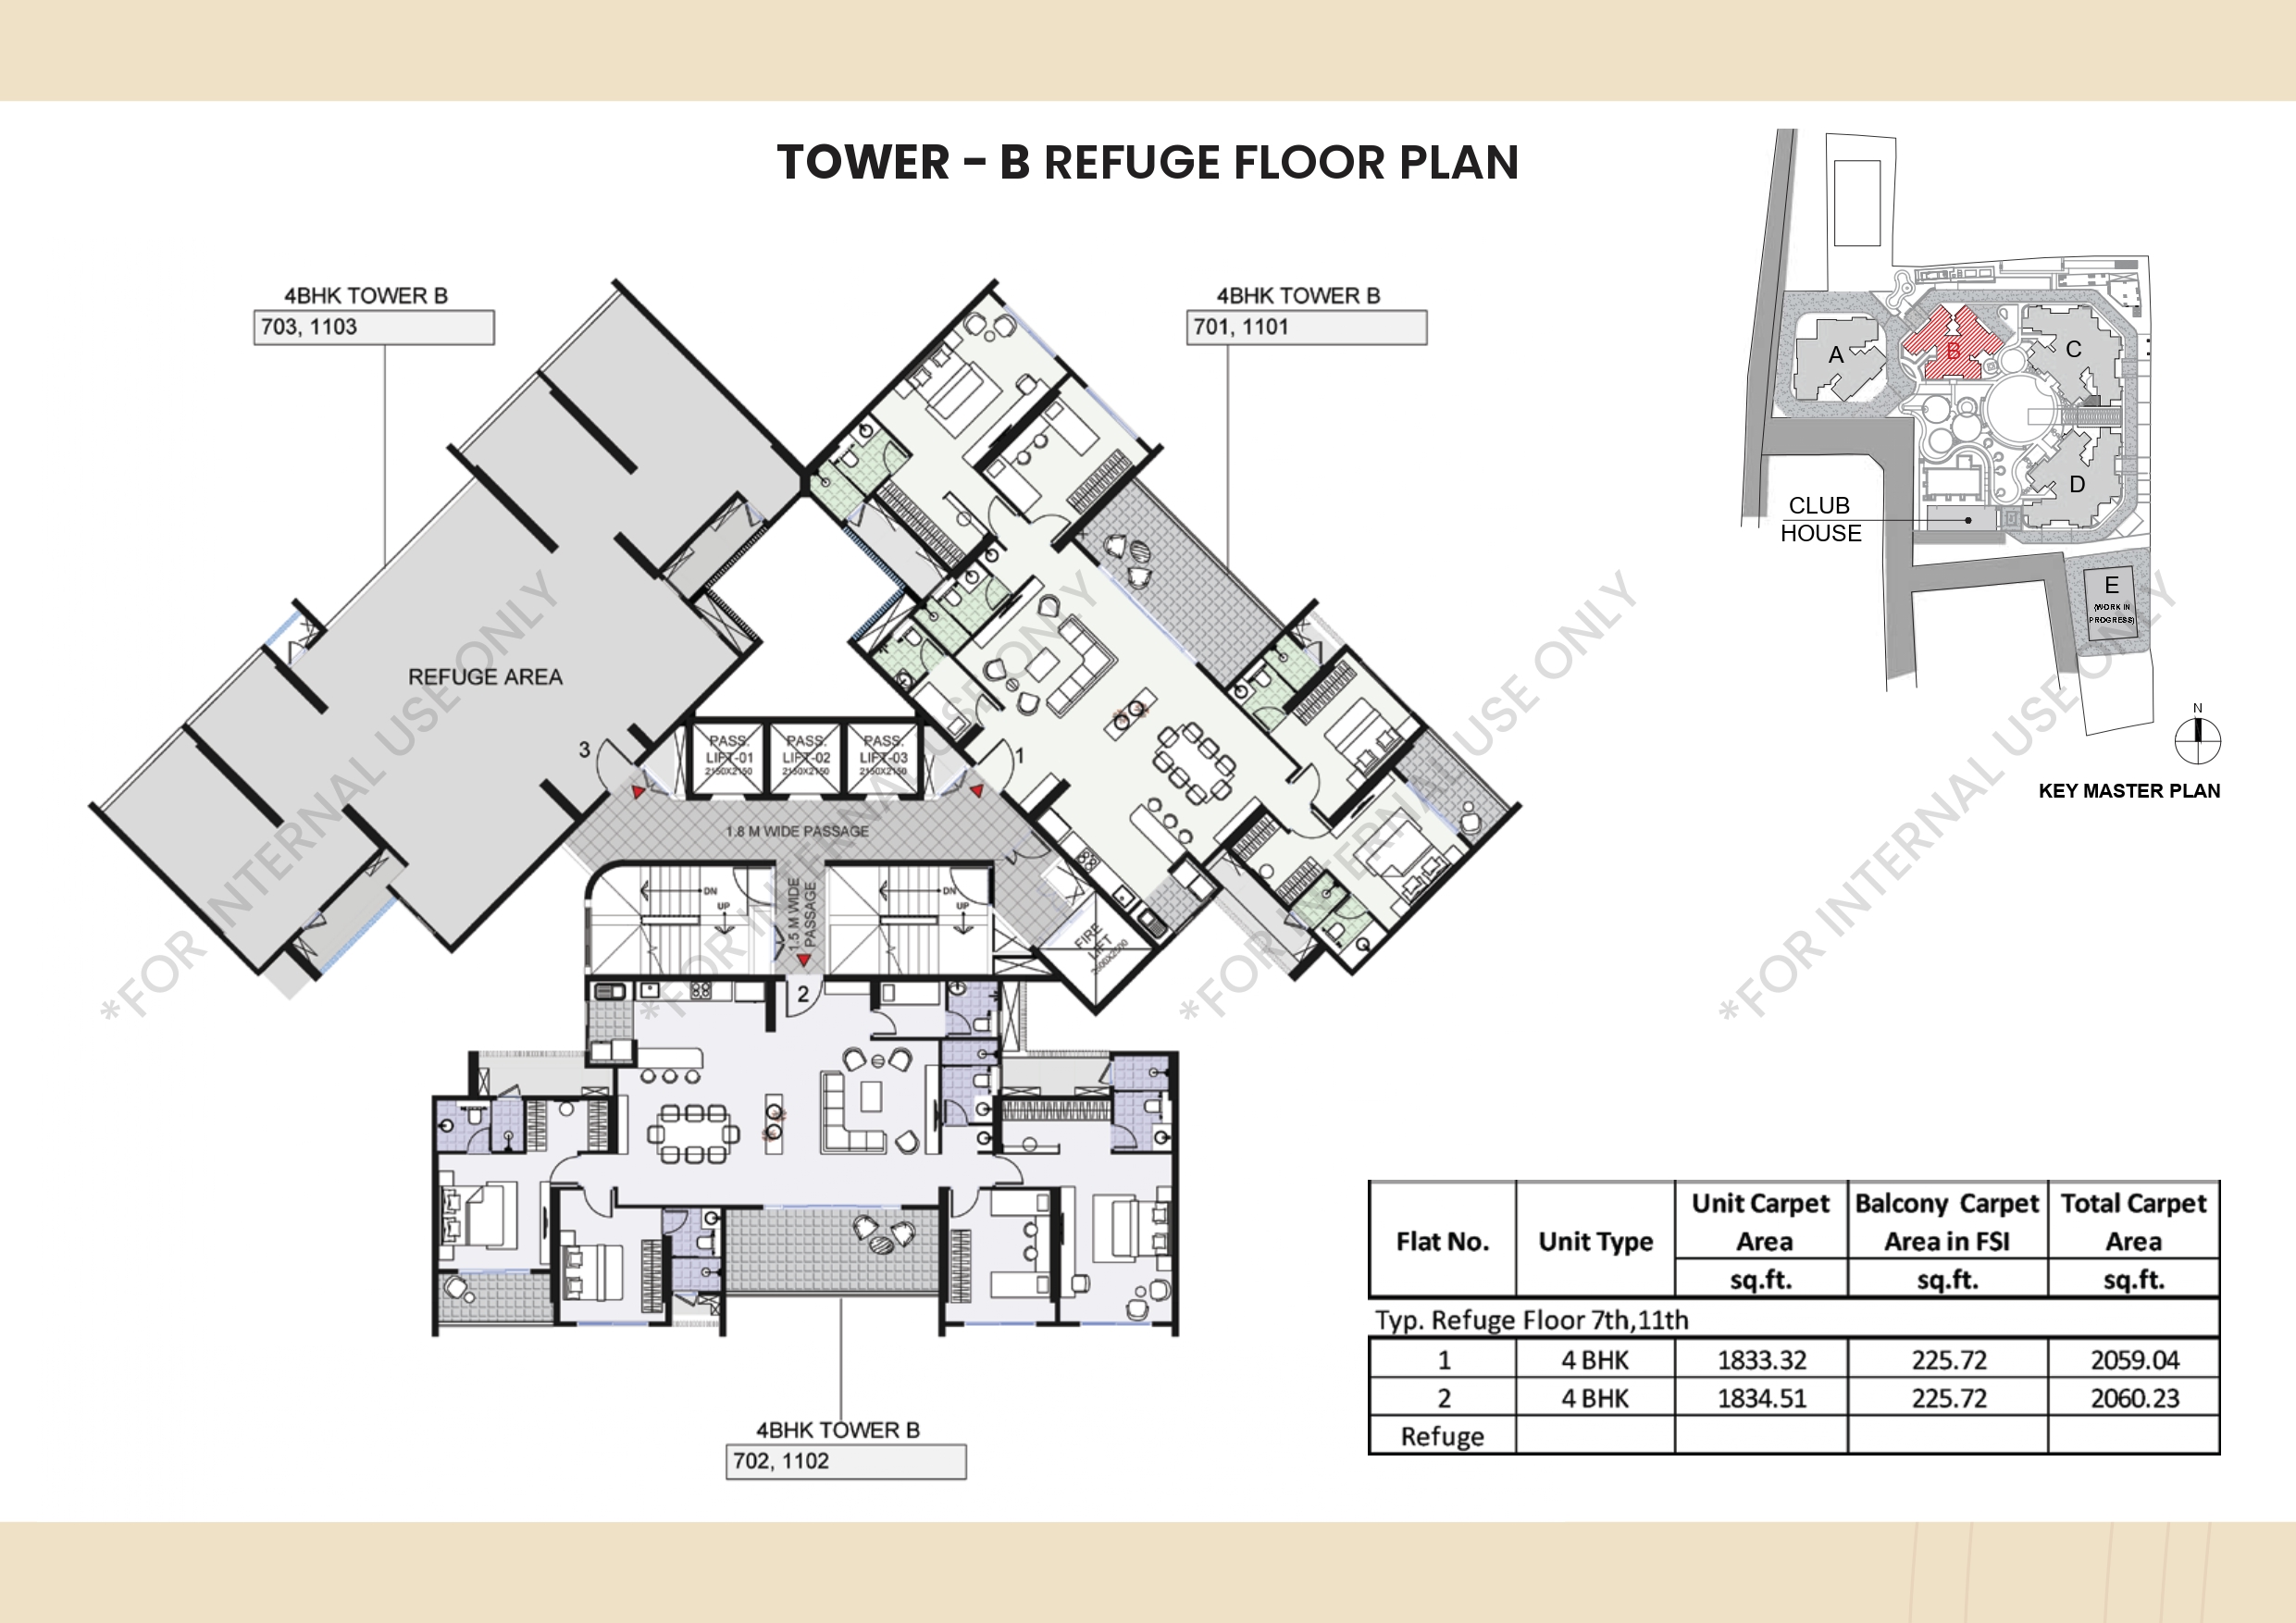 TOWER - B REFUGE FLOOR PLAN
4BHK TOWER B
703, 1103
4BHK TOWER B
701, 1101
A
B
C
D
CLUB
HOUSE
E
(WORK IN
PROGRESS)
N
KEY MASTER PLAN
REFUGE AREA
3
PASS.
LIFT-01
2150X2150
PASS.
LIFT-02
2150X2150
PASS.
LIFT-03
2150X2150
1
1.8 M WIDE PASSAGE
DN
UP
1.5 M WIDE
PASSAGE
DN
UP
FIRE
LIFT
2
*FOR INTERNAL USE ONLY
*FOR INTERNAL USE ONLY
*FOR INTERNAL USE ONLY
*FOR INTERNAL USE ONLY
4BHK TOWER B
702, 1102
Flat No. Unit Type Unit Carpet Area Balcony Carpet Area in FSI Total Carpet Area
sq.ft. sq.ft. sq.ft.
Typ. Refuge Floor 7th,11th
1 4 BHK 1833.32 225.72 2059.04
2 4 BHK 1834.51 225.72 2060.23
Refuge